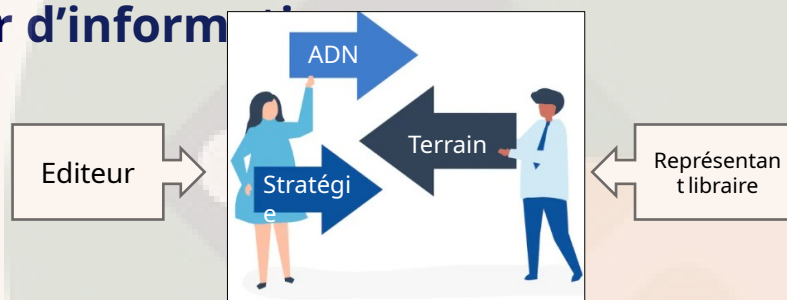 r d’inform
ADN
Terrain
Editeur
Stratégi
e
Représentan
t libraire